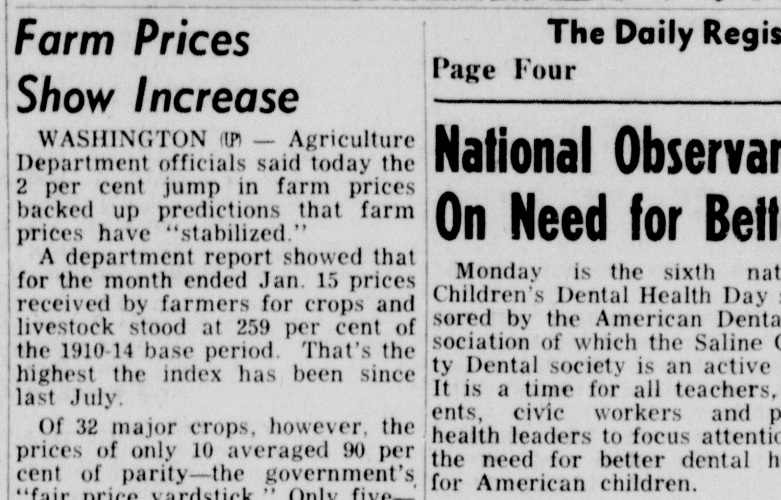 Farm Prices
Show Increase
WASHINGTON (UP) — Agriculture
Department officials said today the
2 per cent jump in farm prices
backed up predictions that farm
prices have “stabilized.”
A department report showed that
for the month ended Jan. 15 prices
received by farmers for crops and
livestock stood at 259 per cent of
the 1910-14 base period. That's the
highest the index has been since
last July.
Of 32 major crops, however, the
prices of only 10 averaged 90 per
cent of parity—the government's
“fair price yardstick.” Only five—
The Daily Regis
Page Four
National Observan
On Need for Bett
Monday is the sixth nat
Children's Dental Health Day
sored by the American Denta
sociation of which the Saline C
ty Dental society is an active
It is a time for all teachers,
ents, civic workers and p
health leaders to focus attentio
the need for better dental h
for American children.